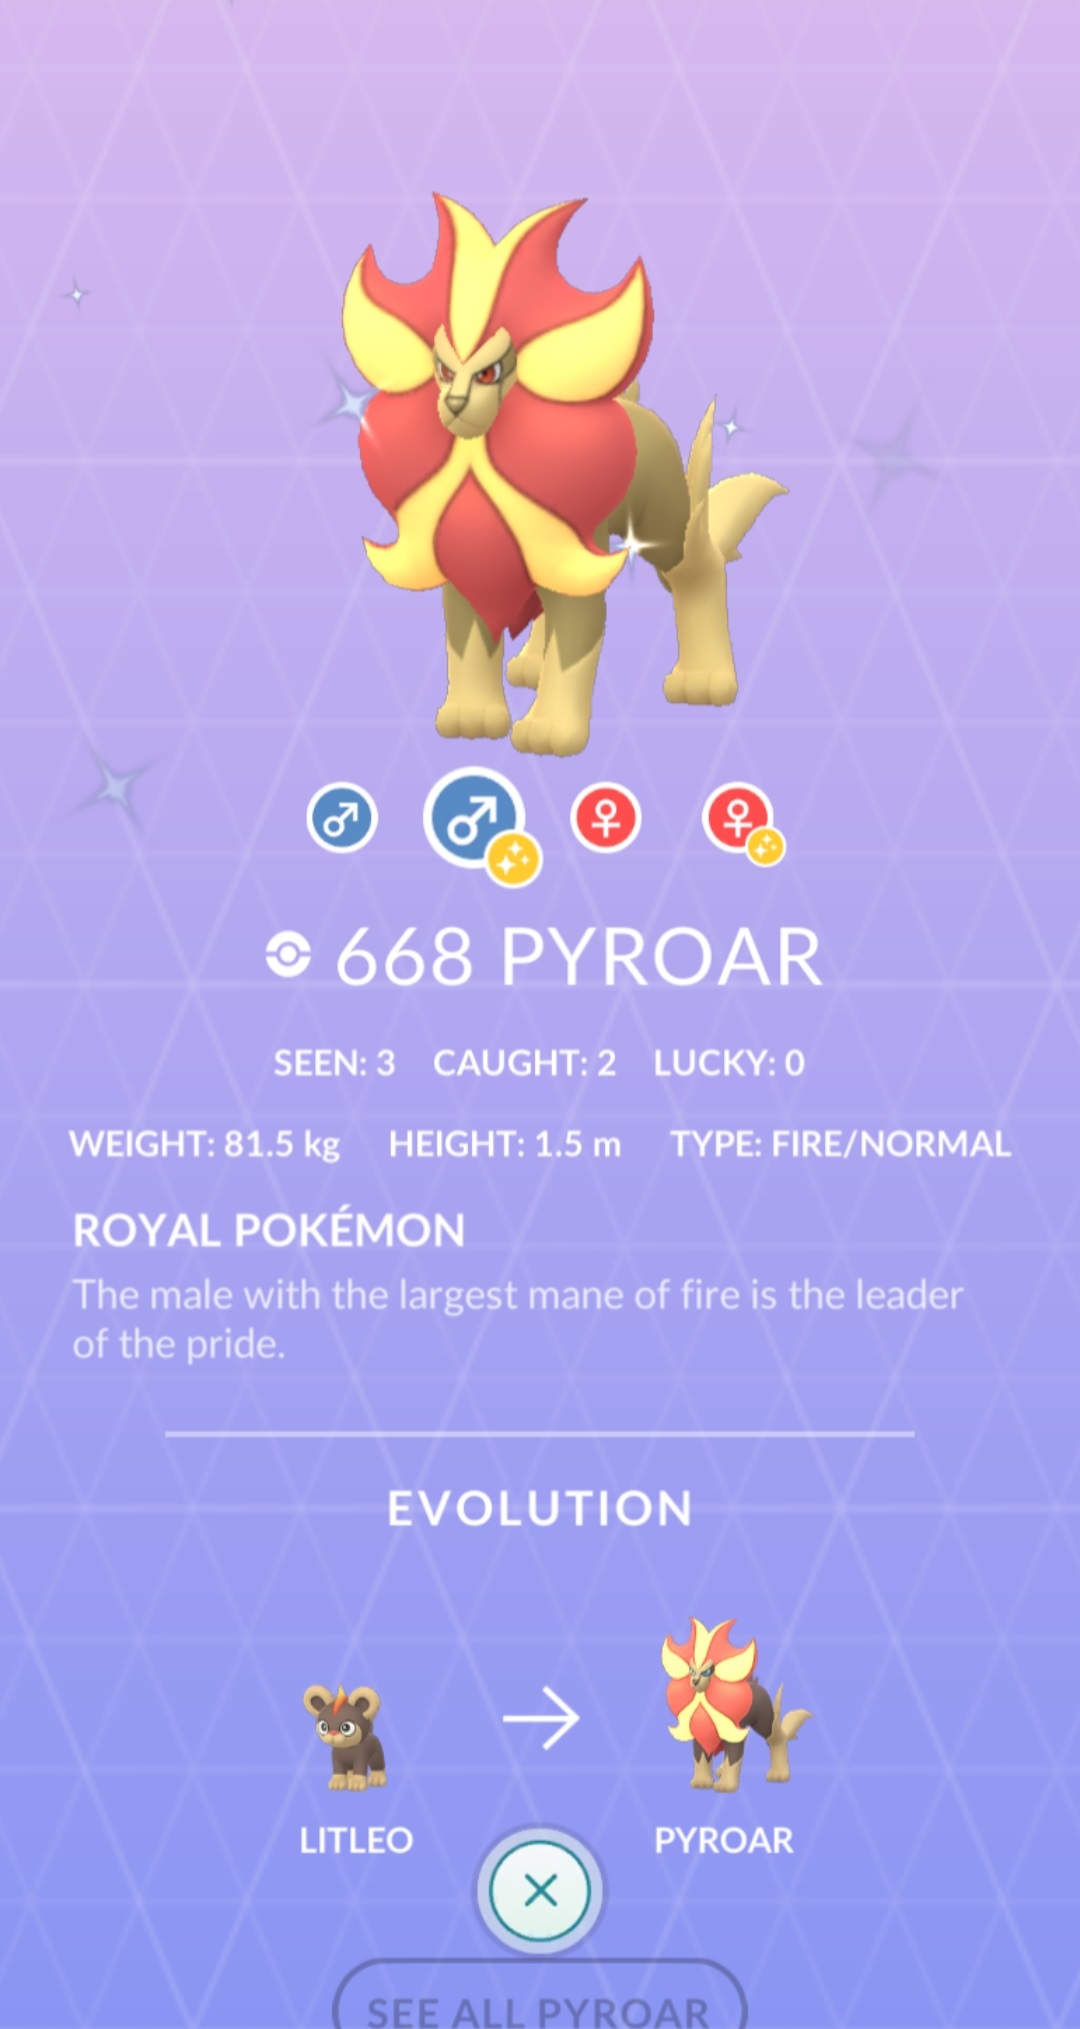 668 PYROAR
SEEN: 3 CAUGHT: 2 LUCKY: 0
WEIGHT: 81.5 kg HEIGHT: 1.5 m TYPE: FIRE/NORMAL
ROYAL POKÉMON
The male with the largest mane of fire is the leader
of the pride.
EVOLUTION
LITLEO PYROAR
SEE ALL PYROAR